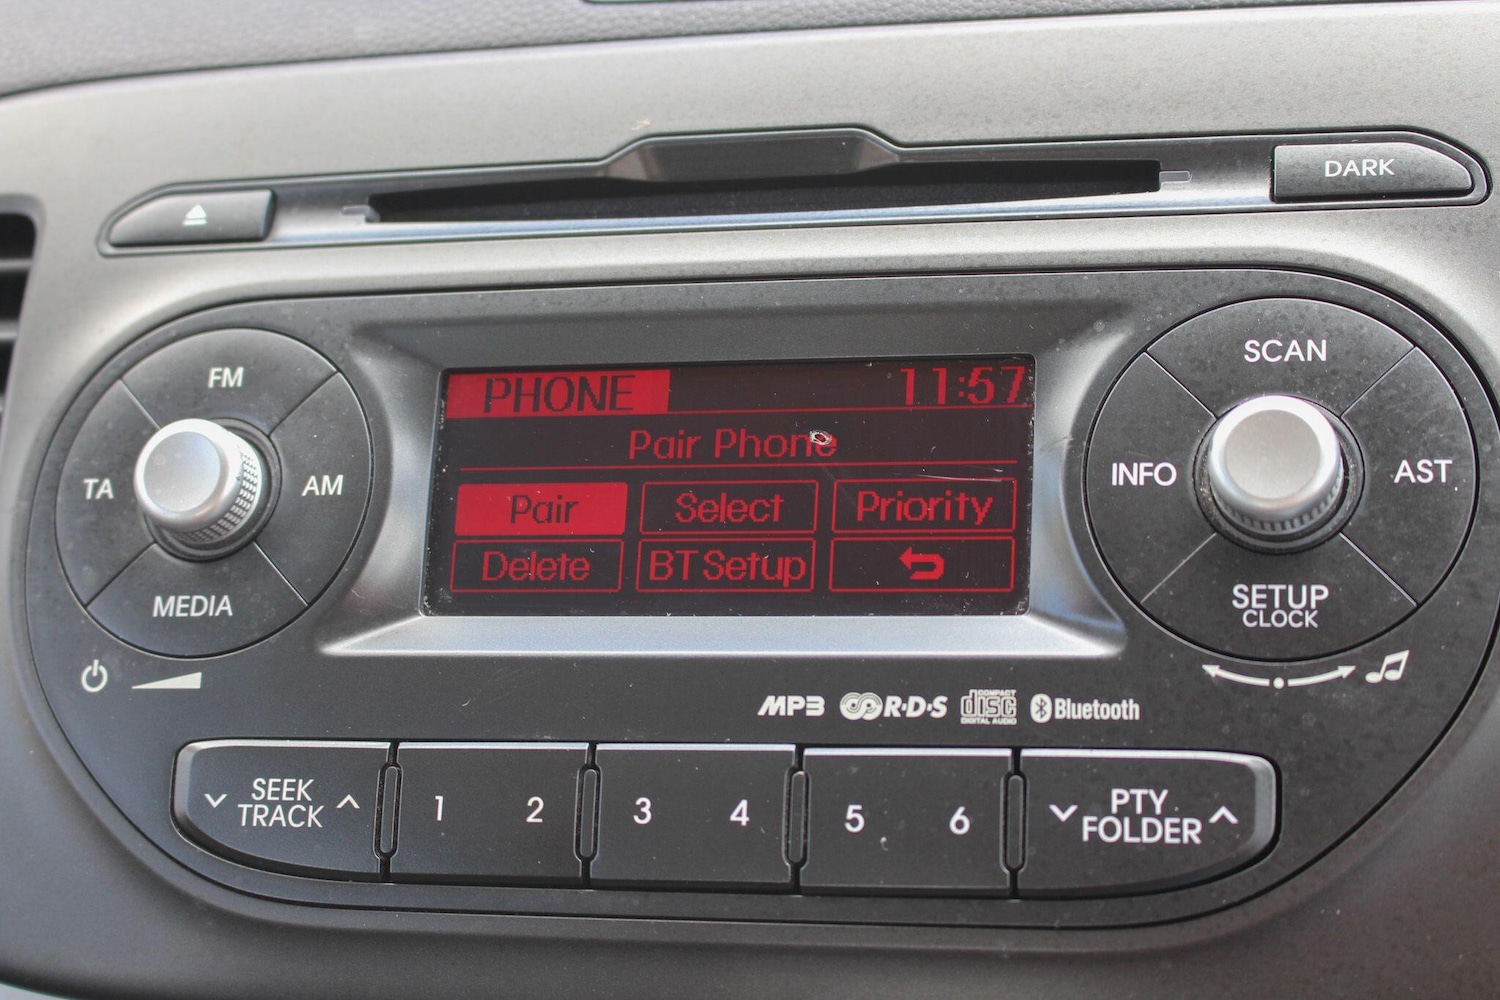 DARK
FM
TA
AM
MEDIA
PHONE 11:57
Pair Phone
Pair Select Priority
Delete BT Setup
SCAN
INFO
AST
SETUP
CLOCK
MP3 R·D·S COMPACT disc DIGITAL AUDIO Bluetooth
SEEK
TRACK
1 2 3 4 5 6
PTY
FOLDER